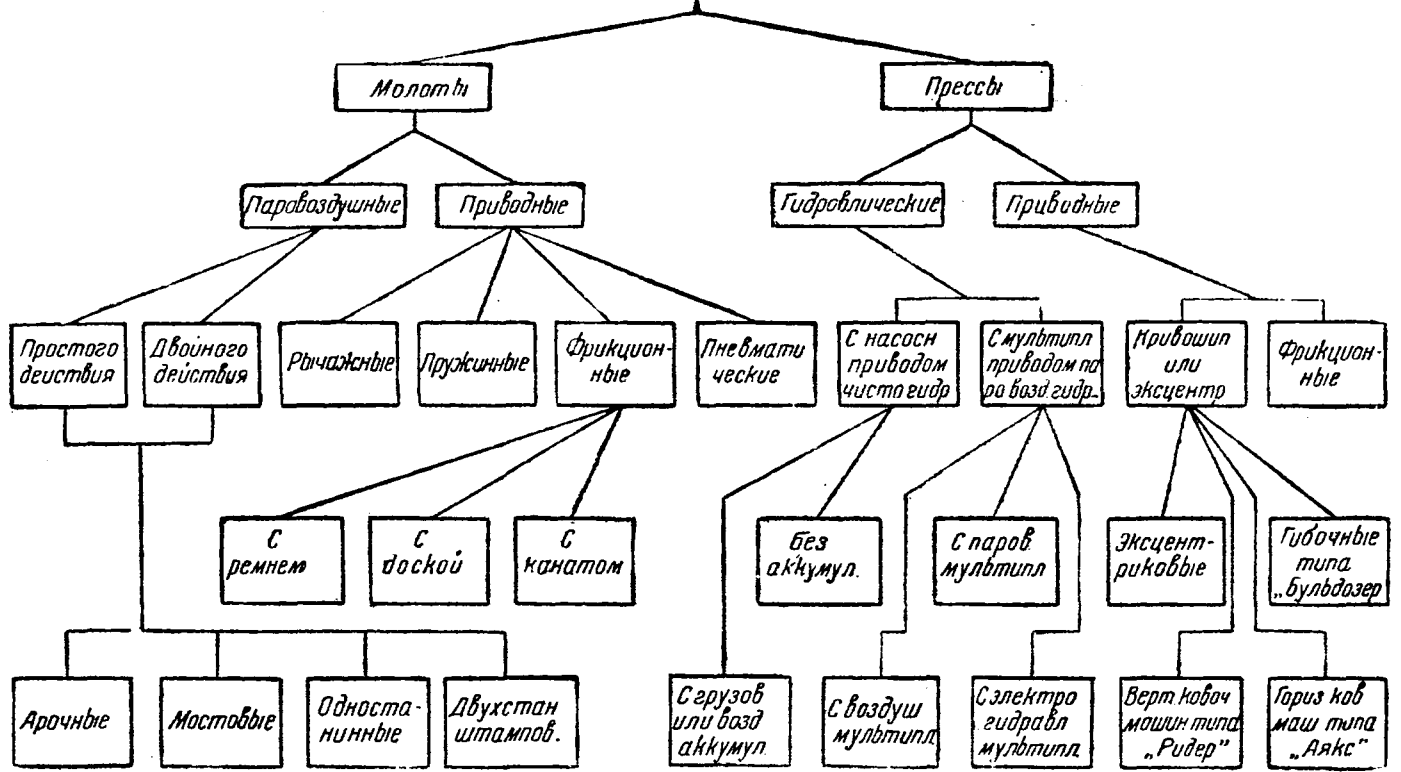 Молоты
Прессы
Паровоздушные
Приводные
Гидровлические
Приводные
Простого
действия
Двойного
действия
Рычажные
Пружинные
Фрикцион-
ные
Пневмати
ческие
С насосн
приводом
чисто гидр
С мультипл
приводом па
ро возд. гидр.
Кривошип
или
эксцентр
Фрикцион-
ные
С
ремнем
С
доской
С
канатом
Без
аккумул.
С паров
мультипл
Эксцент-
риковые
Гибочные
типа
„Бульдозер
Арочные
Мостовые
Односта-
нинные
Двухстан
штампов.
С грузов
или возд
аккумул.
С воздуш
мультипл.
С электро
гидравл
мультипл.
Верт ковоч
машин типа
„Ридер"
Гориз ков
маш типа
„Аякс"